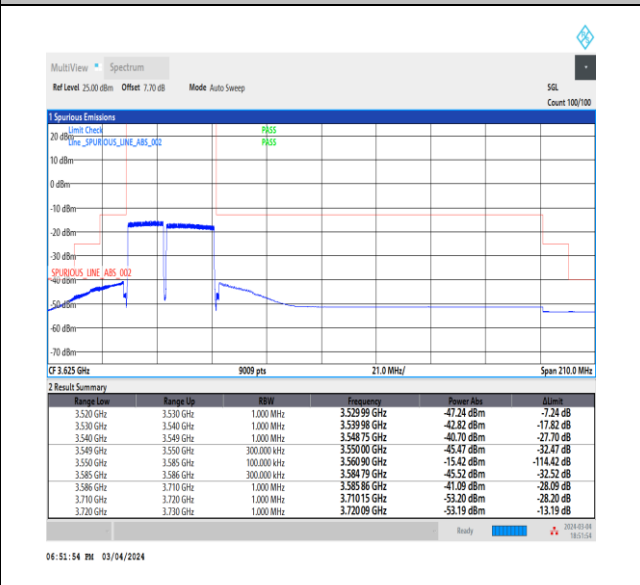 MultiView Spectrum
Ref Level 25.00 dBm Offset 7.70 dB Mode Auto Sweep SGL
Count 100/100
1 Spurious Emissions
Limit Check PASS
20 dBm
Line _SPURIOUS_LINE_ABS_002 PASS
10 dBm
0 dBm
-10 dBm
-20 dBm
-30 dBm
_SPURIOUS_LINE_ABS_002
-40 dBm
-50 dBm
-60 dBm
-70 dBm
CF 3.625 GHz 9009 pts 21.0 MHz/ Span 210.0 MHz
2 Result Summary
Range Low Range Up RBW Frequency Power Abs ΔLimit
3.520 GHz 3.530 GHz 1.000 MHz 3.529 99 GHz -47.24 dBm -7.24 dB
3.530 GHz 3.540 GHz 1.000 MHz 3.539 98 GHz -42.82 dBm -17.82 dB
3.540 GHz 3.549 GHz 1.000 MHz 3.548 75 GHz -40.70 dBm -27.70 dB
3.549 GHz 3.550 GHz 300.000 kHz 3.550 00 GHz -45.47 dBm -32.47 dB
3.550 GHz 3.585 GHz 100.000 kHz 3.560 90 GHz -15.42 dBm -114.42 dB
3.585 GHz 3.586 GHz 300.000 kHz 3.584 79 GHz -45.52 dBm -32.52 dB
3.586 GHz 3.710 GHz 1.000 MHz 3.585 86 GHz -41.09 dBm -28.09 dB
3.710 GHz 3.720 GHz 1.000 MHz 3.710 15 GHz -53.20 dBm -28.20 dB
3.720 GHz 3.730 GHz 1.000 MHz 3.720 09 GHz -53.19 dBm -13.19 dB
Ready 2024-03-04
18:51:54
06:51:54 PM 03/04/2024